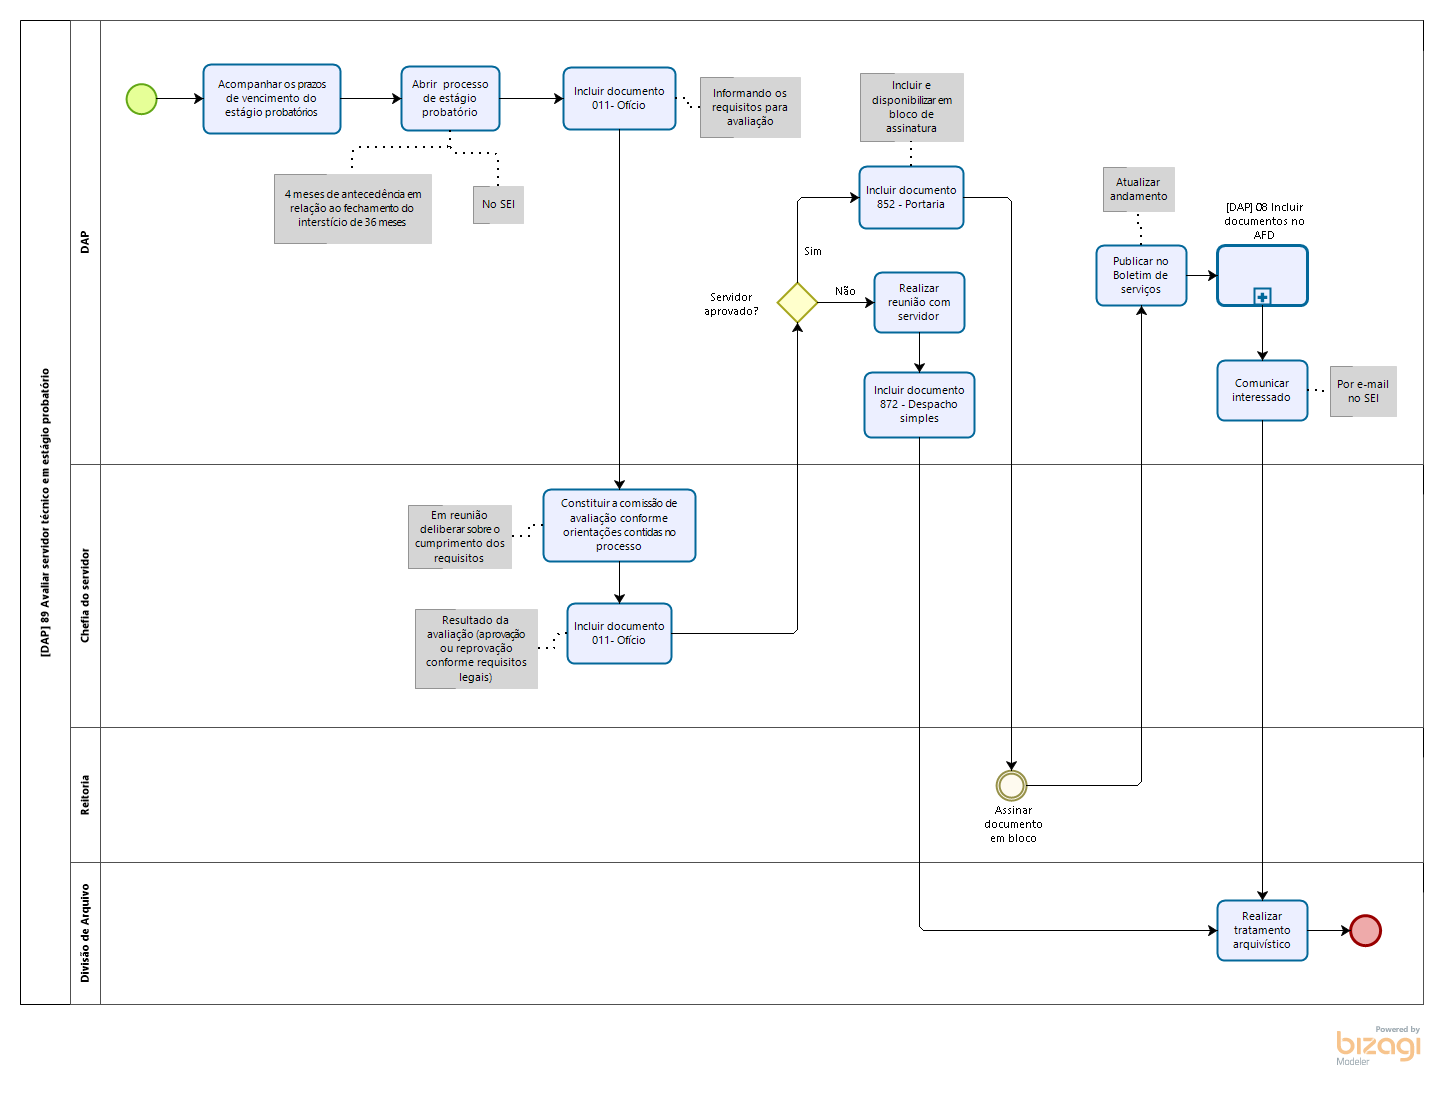 [DAP] 89 Avaliar servidor técnico em estágio probatório
DAP
Acompanhar os prazos
de vencimento do
estágio probatórios
Abrir processo
de estágio
probatório
Incluir documento
011- Ofício
Informando os
requisitos para
avaliação
4 meses de antecedência em
relação ao fechamento do
interstício de 36 meses
No SEI
Incluir e
disponibilizar em
bloco de
assinatura
Incluir documento
852 - Portaria
Sim
Servidor
aprovado?
Não
Realizar
reunião com
servidor
Incluir documento
872 - Despacho
simples
Atualizar
andamento
Publicar no
Boletim de
serviços
[DAP] 08 Incluir
documentos no
AFD
Comunicar
interessado
Por e-mail
no SEI
Chefia do servidor
Em reunião
deliberar sobre o
cumprimento dos
requisitos
Constituir a comissão de
avaliação conforme
orientações contidas no
processo
Resultado da
avaliação (aprovação
ou reprovação
conforme requisitos
legais)
Incluir documento
011- Ofício
Reitoria
Assinar
documento
em bloco
Divisão de Arquivo
Realizar
tratamento
arquivístico
Powered by
bizagi
Modeler